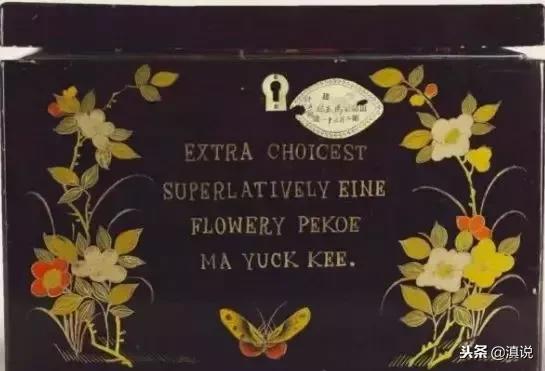 EXTRA CHOICEST
SUPERLATIVELY EINE
FLOWERY PEKOE
MA YUCK KEE.
头条 @滇说